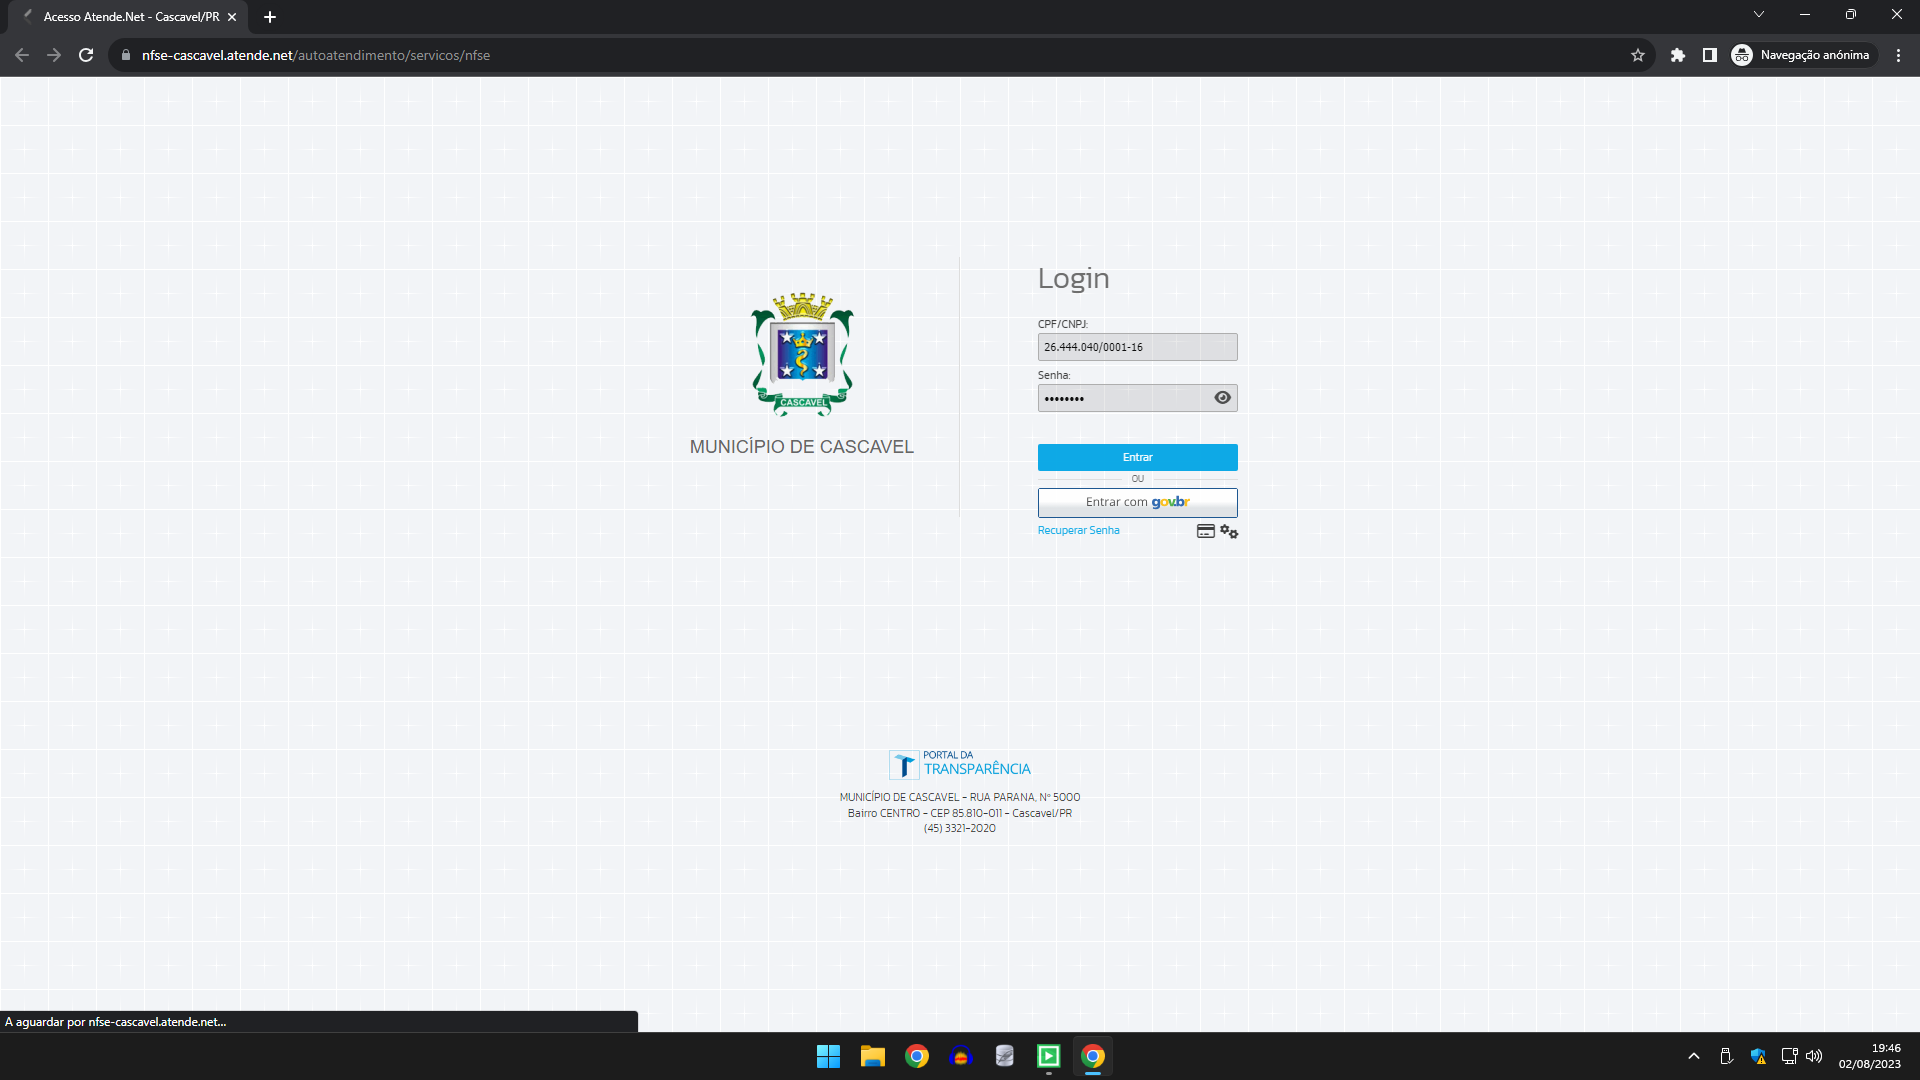 Acesso Atende.Net - Cascavel/PR
nfse-cascavel.atende.net/autoatendimento/servicos/nfse
Navegação anónima
CASCAVEL
MUNICÍPIO DE CASCAVEL
Login
CPF/CNPJ:
26.444.040/0001-16
Senha:
••••••••
Entrar
OU
Entrar com gov.br
Recuperar Senha
PORTAL DA
TRANSPARÊNCIA
MUNICÍPIO DE CASCAVEL - RUA PARANA, Nº 5000
Bairro CENTRO - CEP 85.810-011 - Cascavel/PR
(45) 3321-2020
A aguardar por nfse-cascavel.atende.net...
19:46
02/08/2023